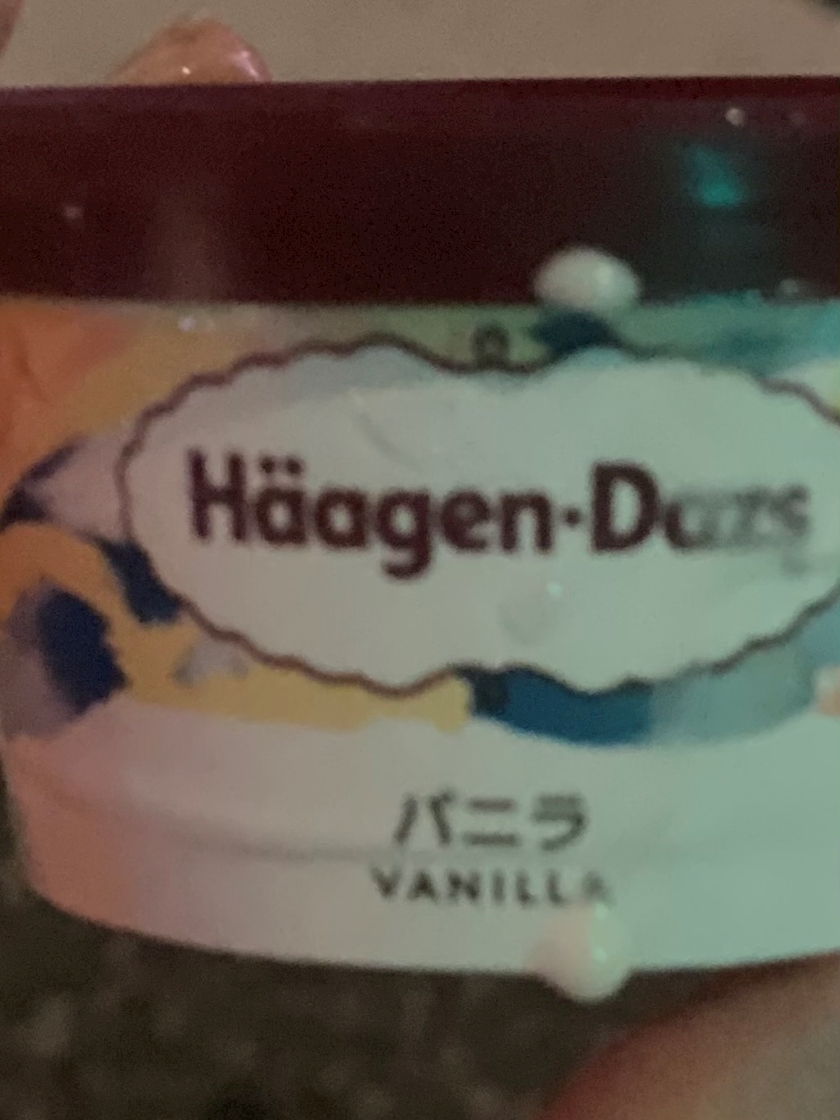 Häagen-Dazs
バニラ
VANILLA